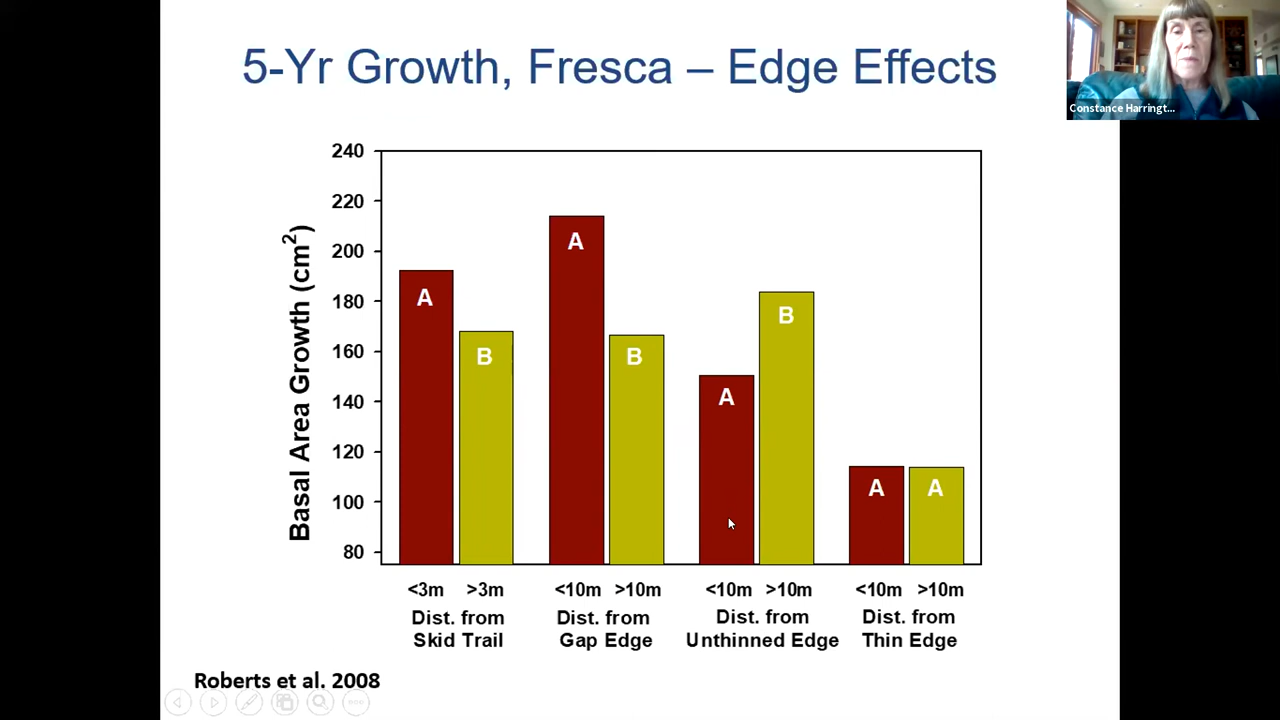 5-Yr Growth, Fresca – Edge Effects
Constance Harringt...
240
220
200
180
160
140
120
100
80
Basal Area Growth (cm²)
A
B
A
B
A
B
A
A
<3m >3m <10m >10m <10m >10m <10m >10m
Dist. from Dist. from Dist. from Dist. from
Skid Trail Gap Edge Unthinned Edge Thin Edge
Roberts et al. 2008